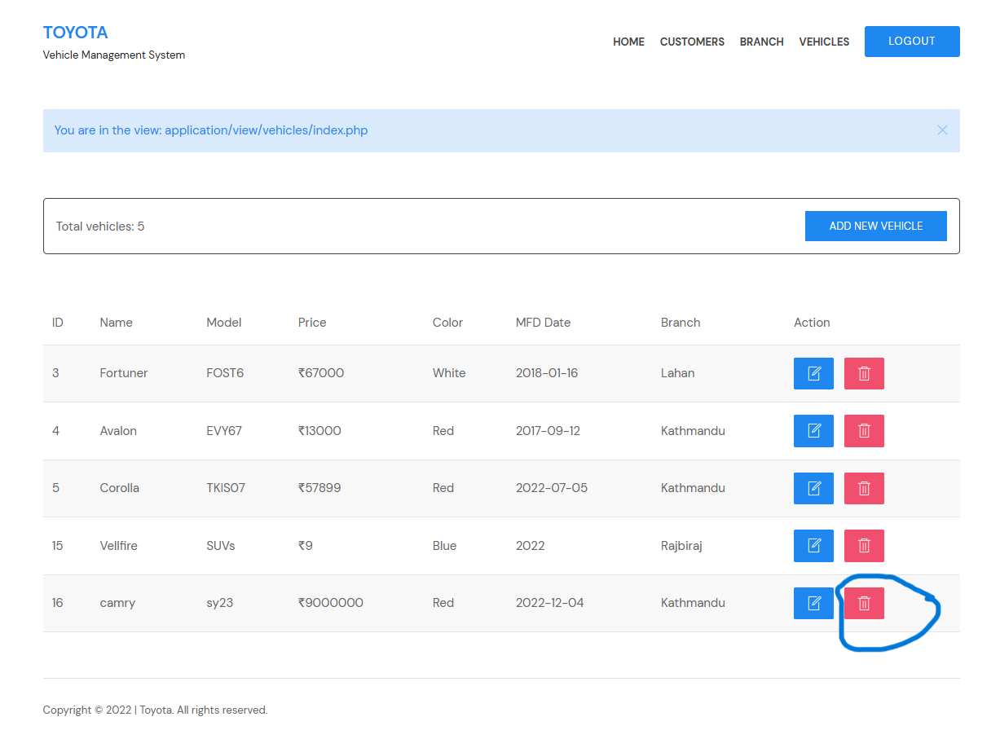 TOYOTA
Vehicle Management System
HOME CUSTOMERS BRANCH VEHICLES LOGOUT
You are in the view: application/view/vehicles/index.php
Total vehicles: 5 ADD NEW VEHICLE
ID Name Model Price Color MFD Date Branch Action
3 Fortuner FOST6 ₹67000 White 2018-01-16 Lahan
4 Avalon EVY67 ₹13000 Red 2017-09-12 Kathmandu
5 Corolla TKIS07 ₹57899 Red 2022-07-05 Kathmandu
15 Vellfire SUVs ₹9 Blue 2022 Rajbiraj
16 camry sy23 ₹9000000 Red 2022-12-04 Kathmandu
Copyright © 2022 | Toyota. All rights reserved.